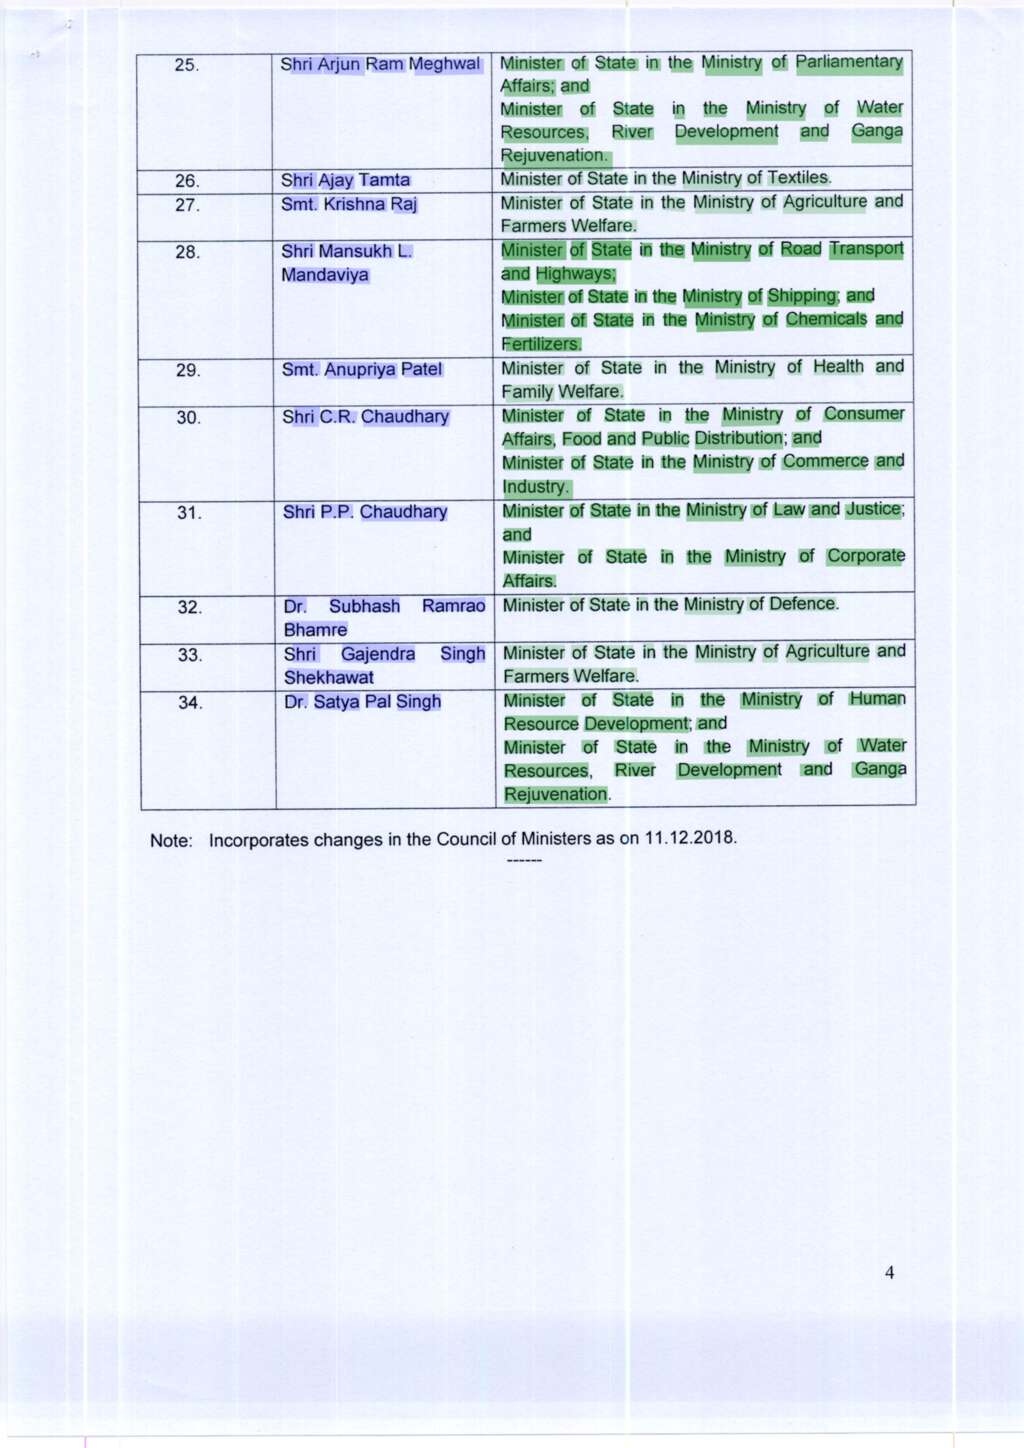 25. Shri Arjun Ram Meghwal Minister of State in the Ministry of Parliamentary
Affairs; and
Minister of State in the Ministry of Water
Resources, River Development and Ganga
Rejuvenation.
26. Shri Ajay Tamta Minister of State in the Ministry of Textiles.
27. Smt. Krishna Raj Minister of State in the Ministry of Agriculture and
Farmers Welfare.
28. Shri Mansukh L. Minister of State in the Ministry of Road Transport
Mandaviya and Highways;
Minister of State in the Ministry of Shipping; and
Minister of State in the Ministry of Chemicals and
Fertilizers.
29. Smt. Anupriya Patel Minister of State in the Ministry of Health and
Family Welfare.
30. Shri C.R. Chaudhary Minister of State in the Ministry of Consumer
Affairs, Food and Public Distribution; and
Minister of State in the Ministry of Commerce and
Industry.
31. Shri P.P. Chaudhary Minister of State in the Ministry of Law and Justice;
and
Minister of State in the Ministry of Corporate
Affairs.
32. Dr. Subhash Ramrao Minister of State in the Ministry of Defence.
Bhamre
33. Shri Gajendra Singh Minister of State in the Ministry of Agriculture and
Shekhawat Farmers Welfare.
34. Dr. Satya Pal Singh Minister of State in the Ministry of Human
Resource Development; and
Minister of State in the Ministry of Water
Resources, River Development and Ganga
Rejuvenation.
Note: Incorporates changes in the Council of Ministers as on 11.12.2018.
------
4